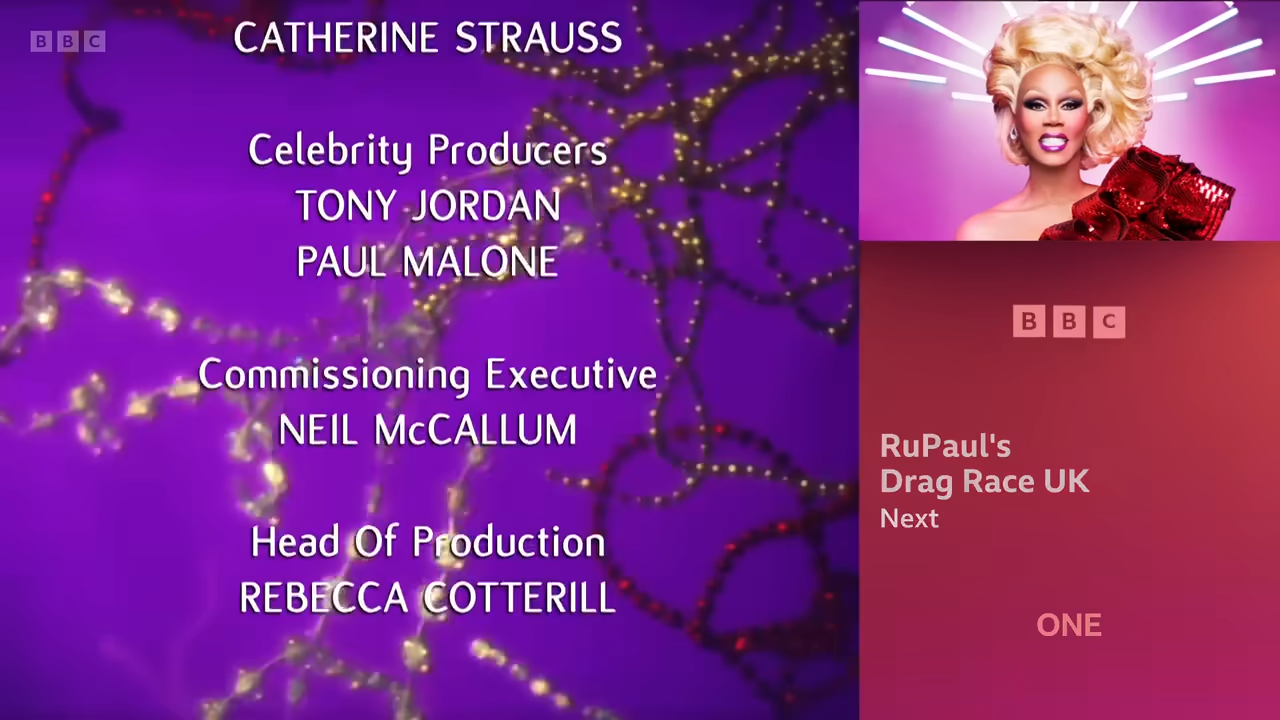 BBC
CATHERINE STRAUSS
Celebrity Producers
TONY JORDAN
PAUL MALONE
Commissioning Executive
NEIL McCALLUM
Head Of Production
REBECCA COTTERILL
BBC
RuPaul's
Drag Race UK
Next
ONE